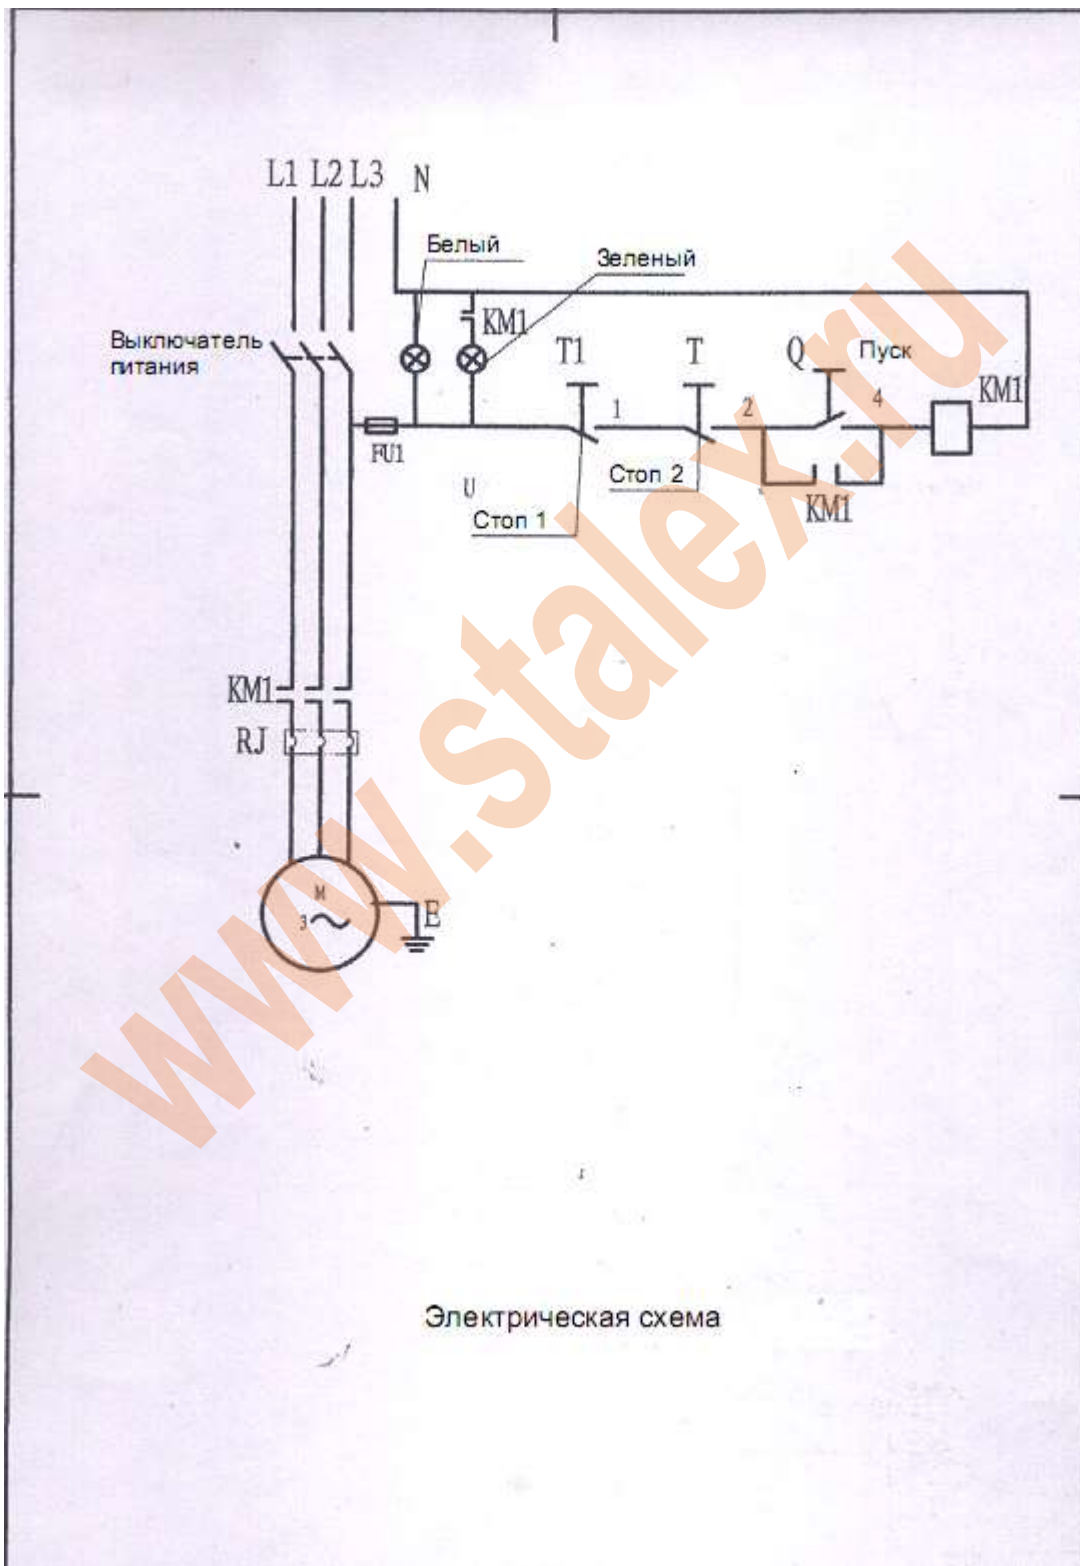 L1 L2 L3 N
Белый
Зеленый
KM1
Выключатель
питания
T1
T
Q
Пуск
1
2
4
KM1
FU1
U
Стоп 1
Стоп 2
KM1
KM1
RJ
M
3
E
www.stalex.ru
Электрическая схема